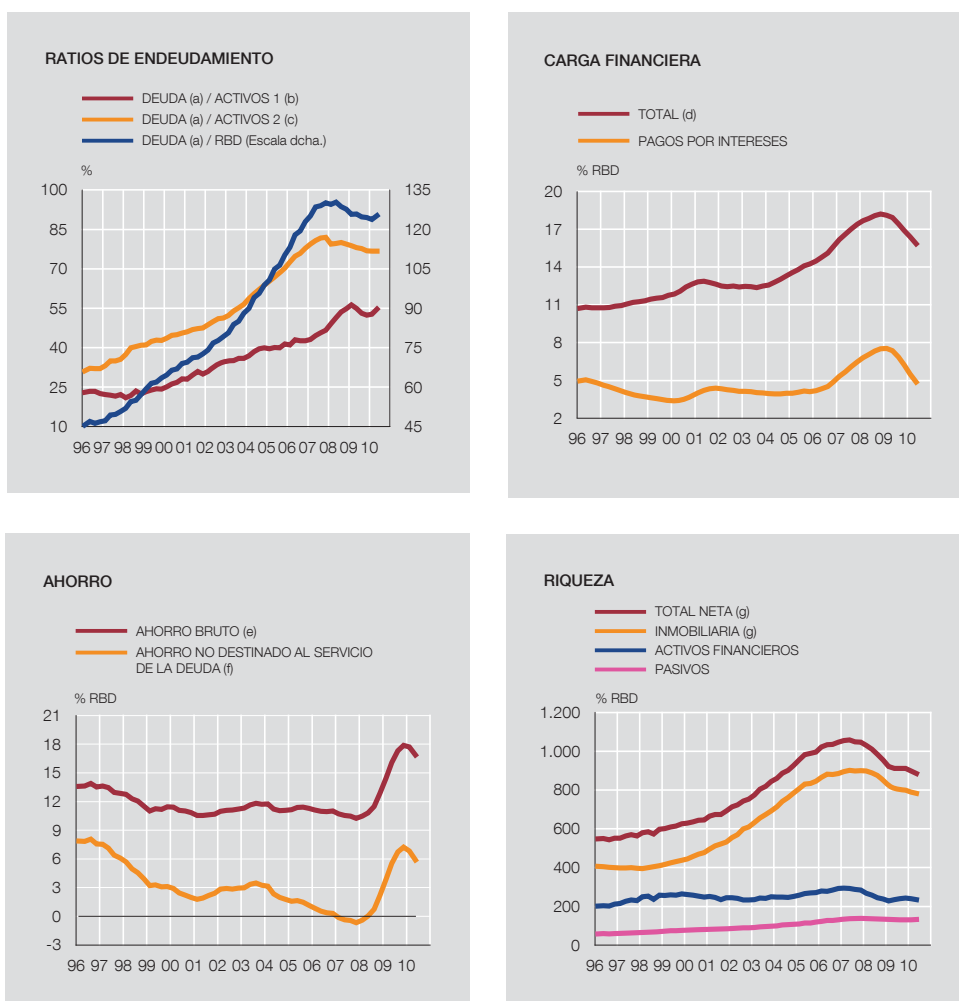 RATIOS DE ENDEUDAMIENTO
DEUDA (a) / ACTIVOS 1 (b)
DEUDA (a) / ACTIVOS 2 (c)
DEUDA (a) / RBD (Escala dcha.)
%
100 135
85 120
70 105
55 90
40 75
25 60
10 45
96 97 98 99 00 01 02 03 04 05 06 07 08 09 10
CARGA FINANCIERA
TOTAL (d)
PAGOS POR INTERESES
% RBD
20
17
14
11
8
5
2
96 97 98 99 00 01 02 03 04 05 06 07 08 09 10
AHORRO
AHORRO BRUTO (e)
AHORRO NO DESTINADO AL SERVICIO
DE LA DEUDA (f)
% RBD
21
18
15
12
9
6
3
0
-3
96 97 98 99 00 01 02 03 04 05 06 07 08 09 10
RIQUEZA
TOTAL NETA (g)
INMOBILIARIA (g)
ACTIVOS FINANCIEROS
PASIVOS
% RBD
1.200
1.000
800
600
400
200
0
96 97 98 99 00 01 02 03 04 05 06 07 08 09 10